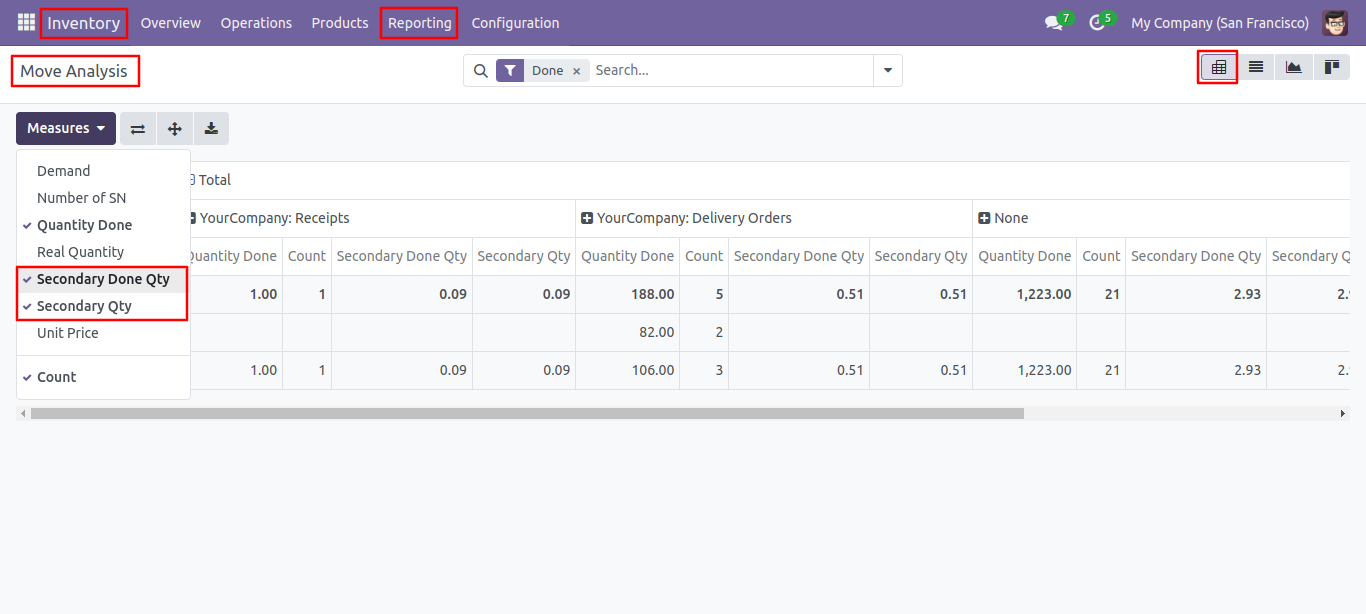 Inventory Overview Operations Products Reporting Configuration 7 5 My Company (San Francisco)
Move Analysis Done × Search...
Measures
Demand
Number of SN
✓ Quantity Done
Real Quantity
✓ Secondary Done Qty
✓ Secondary Qty
Unit Price
✓ Count
Total
YourCompany: Receipts YourCompany: Delivery Orders None
Quantity Done Count Secondary Done Qty Secondary Qty Quantity Done Count Secondary Done Qty Secondary Qty Quantity Done Count Secondary Done Qty Secondary Q
1.00 1 0.09 0.09 188.00 5 0.51 0.51 1,223.00 21 2.93 2.
82.00 2
1.00 1 0.09 0.09 106.00 3 0.51 0.51 1,223.00 21 2.93 2.